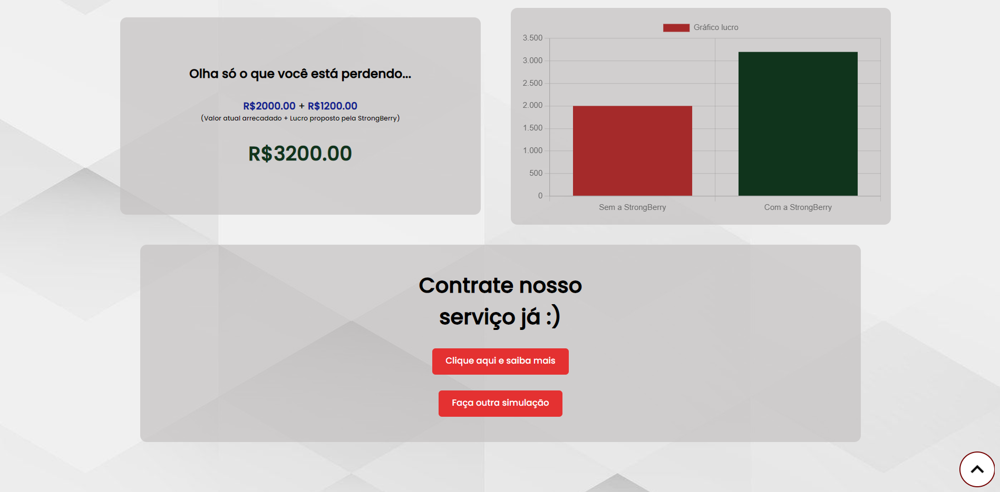 Olha só o que você está perdendo...
R$2000.00 + R$1200.00
(Valor atual arrecadado + Lucro proposto pela StrongBerry)
R$3200.00
Gráfico lucro
3.500
3.000
2.500
2.000
1.500
1.000
500
0
Sem a StrongBerry
Com a StrongBerry
Contrate nosso
serviço já :)
Clique aqui e saiba mais
Faça outra simulação